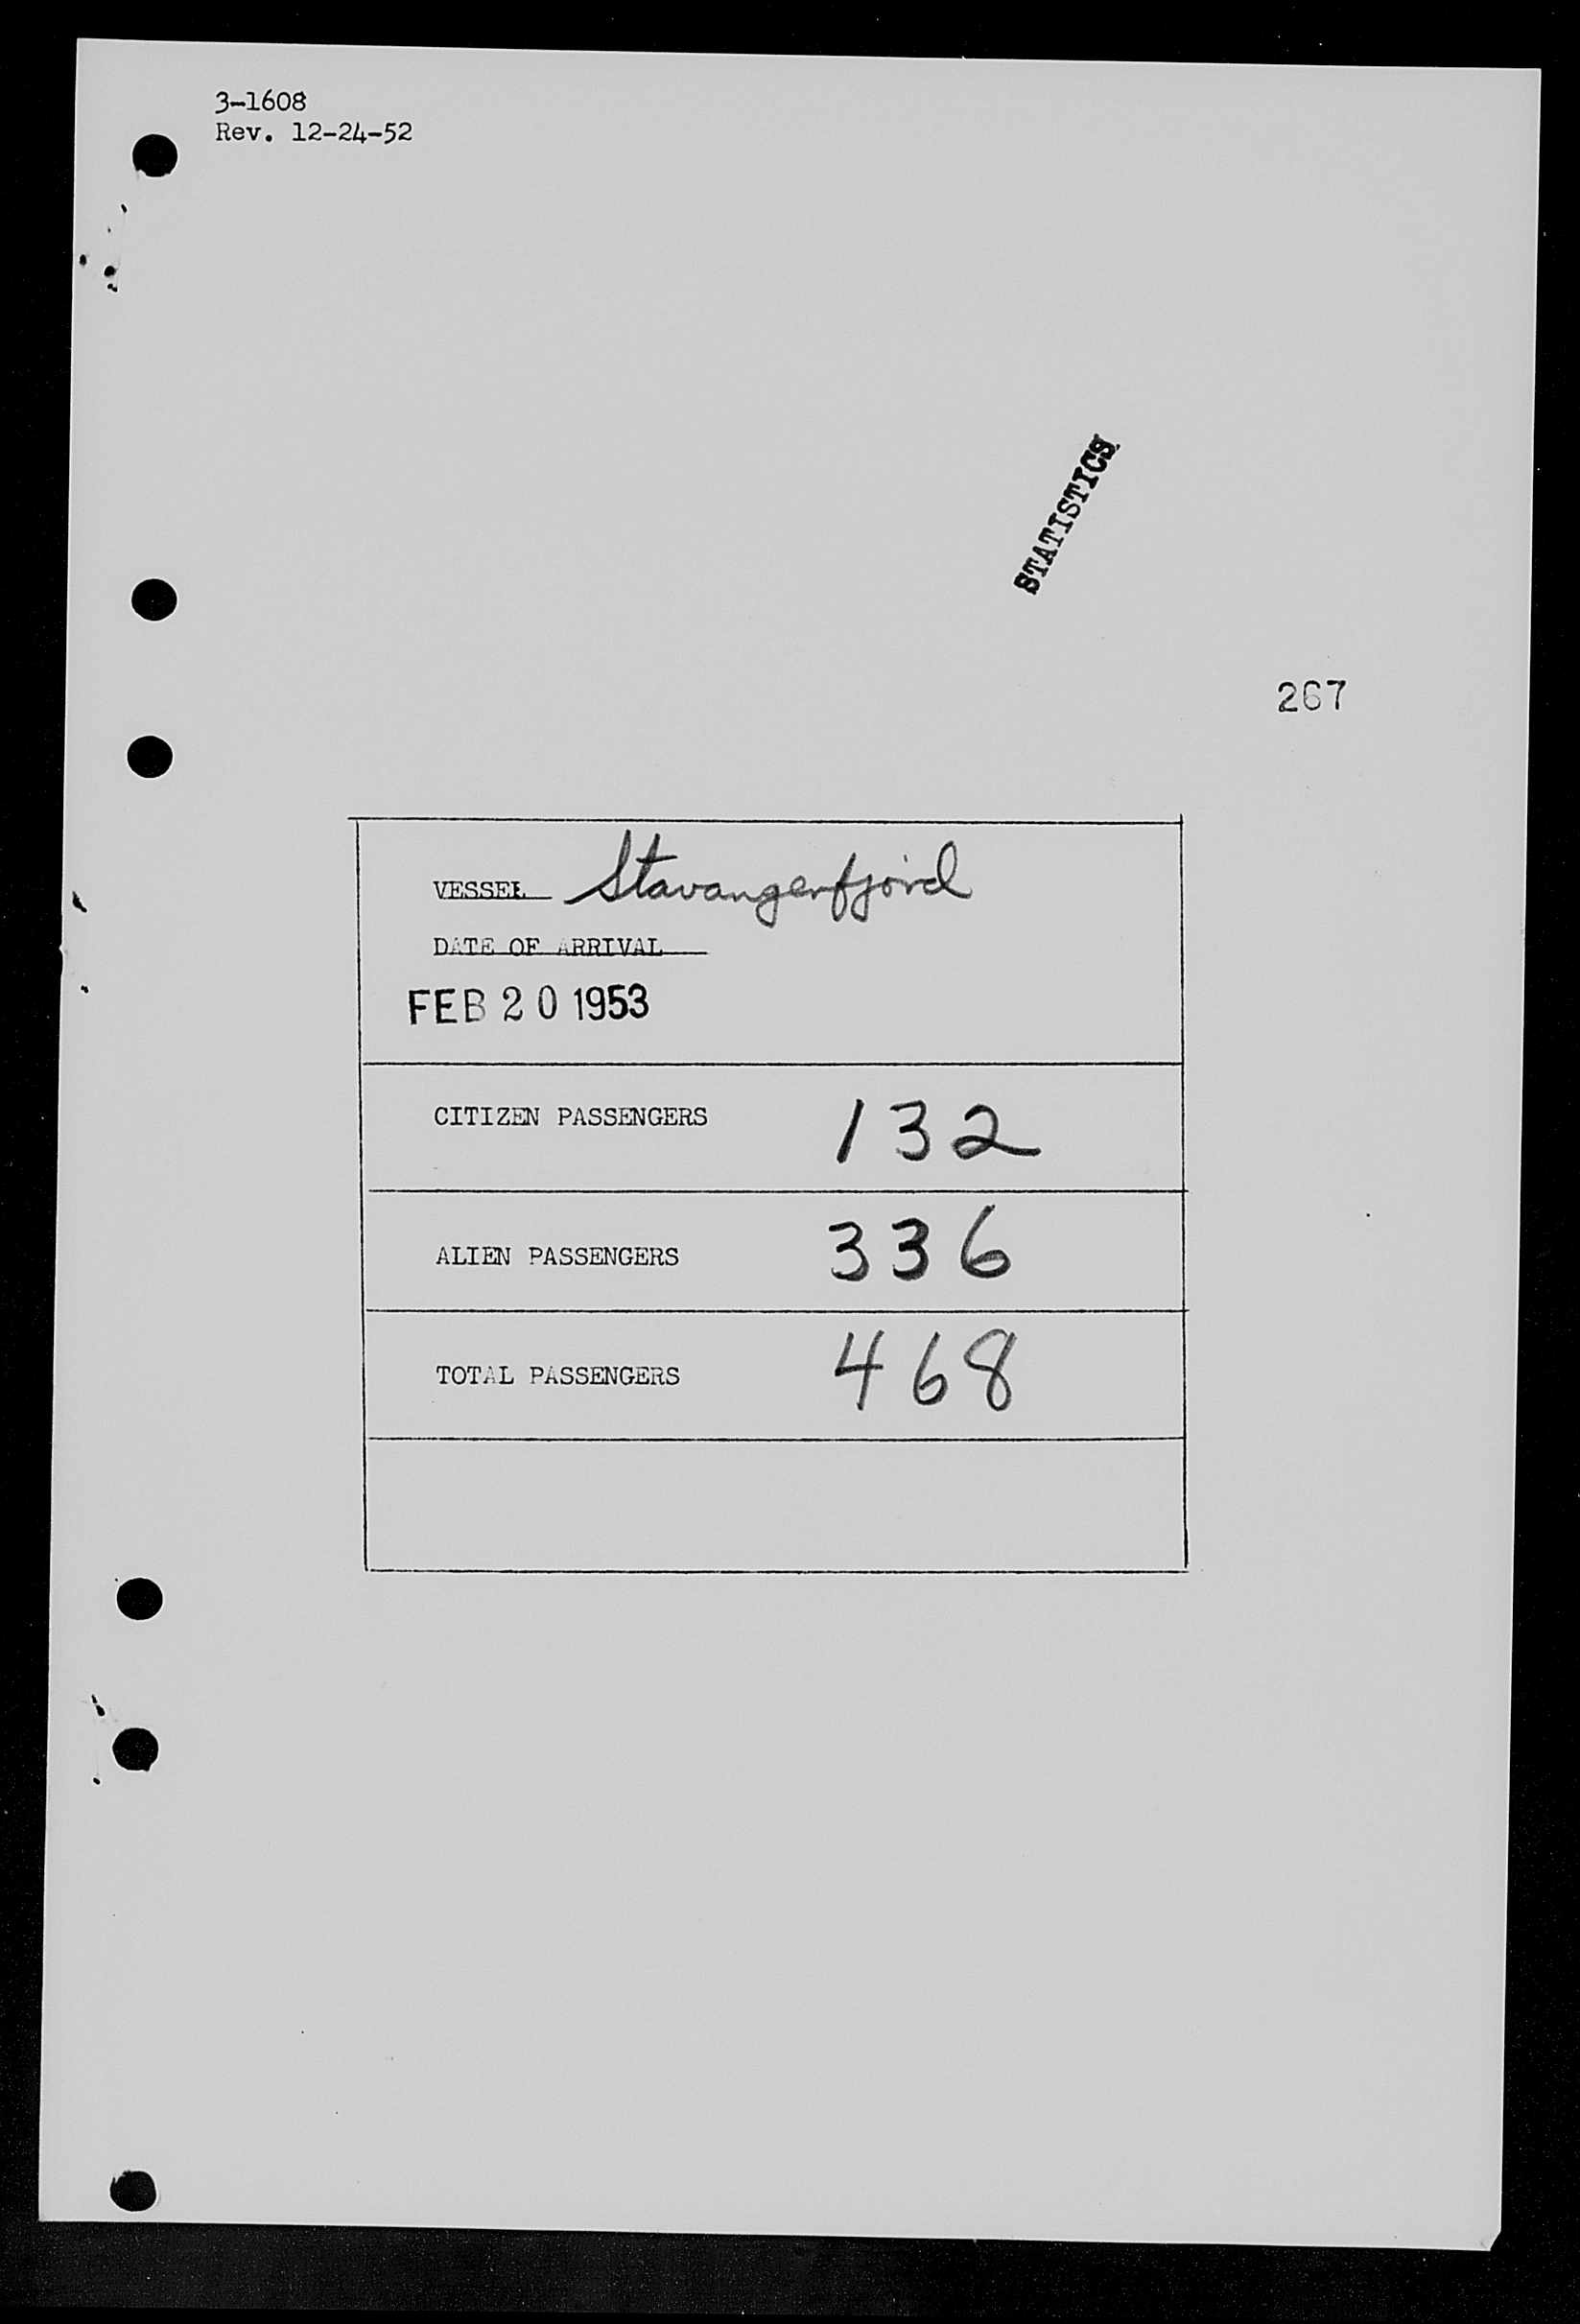 3-1608
Rev. 12-24-52
STATISTICS
267
VESSEL Stavangerfjord
DATE OF ARRIVAL
FEB 20 1953
CITIZEN PASSENGERS 132
ALIEN PASSENGERS 336
TOTAL PASSENGERS 468